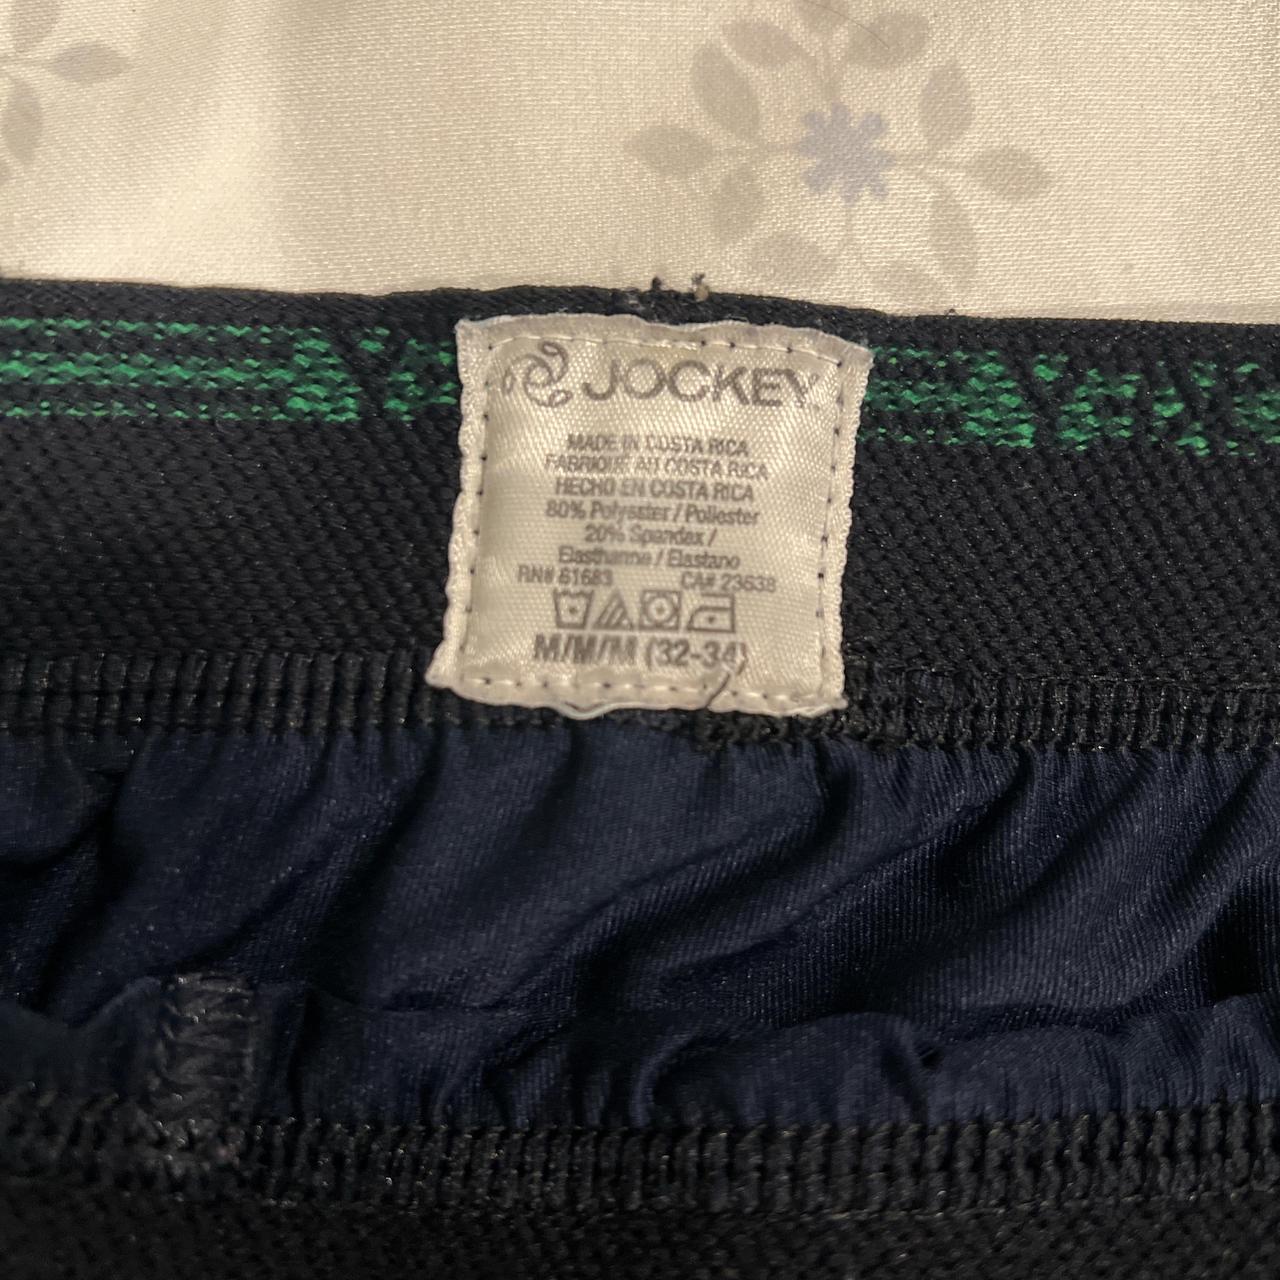 JOCKEY
MADE IN COSTA RICA
FABRIQUE AU COSTA RICA
HECHO EN COSTA RICA
80% Polyester / Poliester
20% Spandex /
Elasthanne / Elastano
RN# 61683 CA# 23638
M/M/M (32-34)